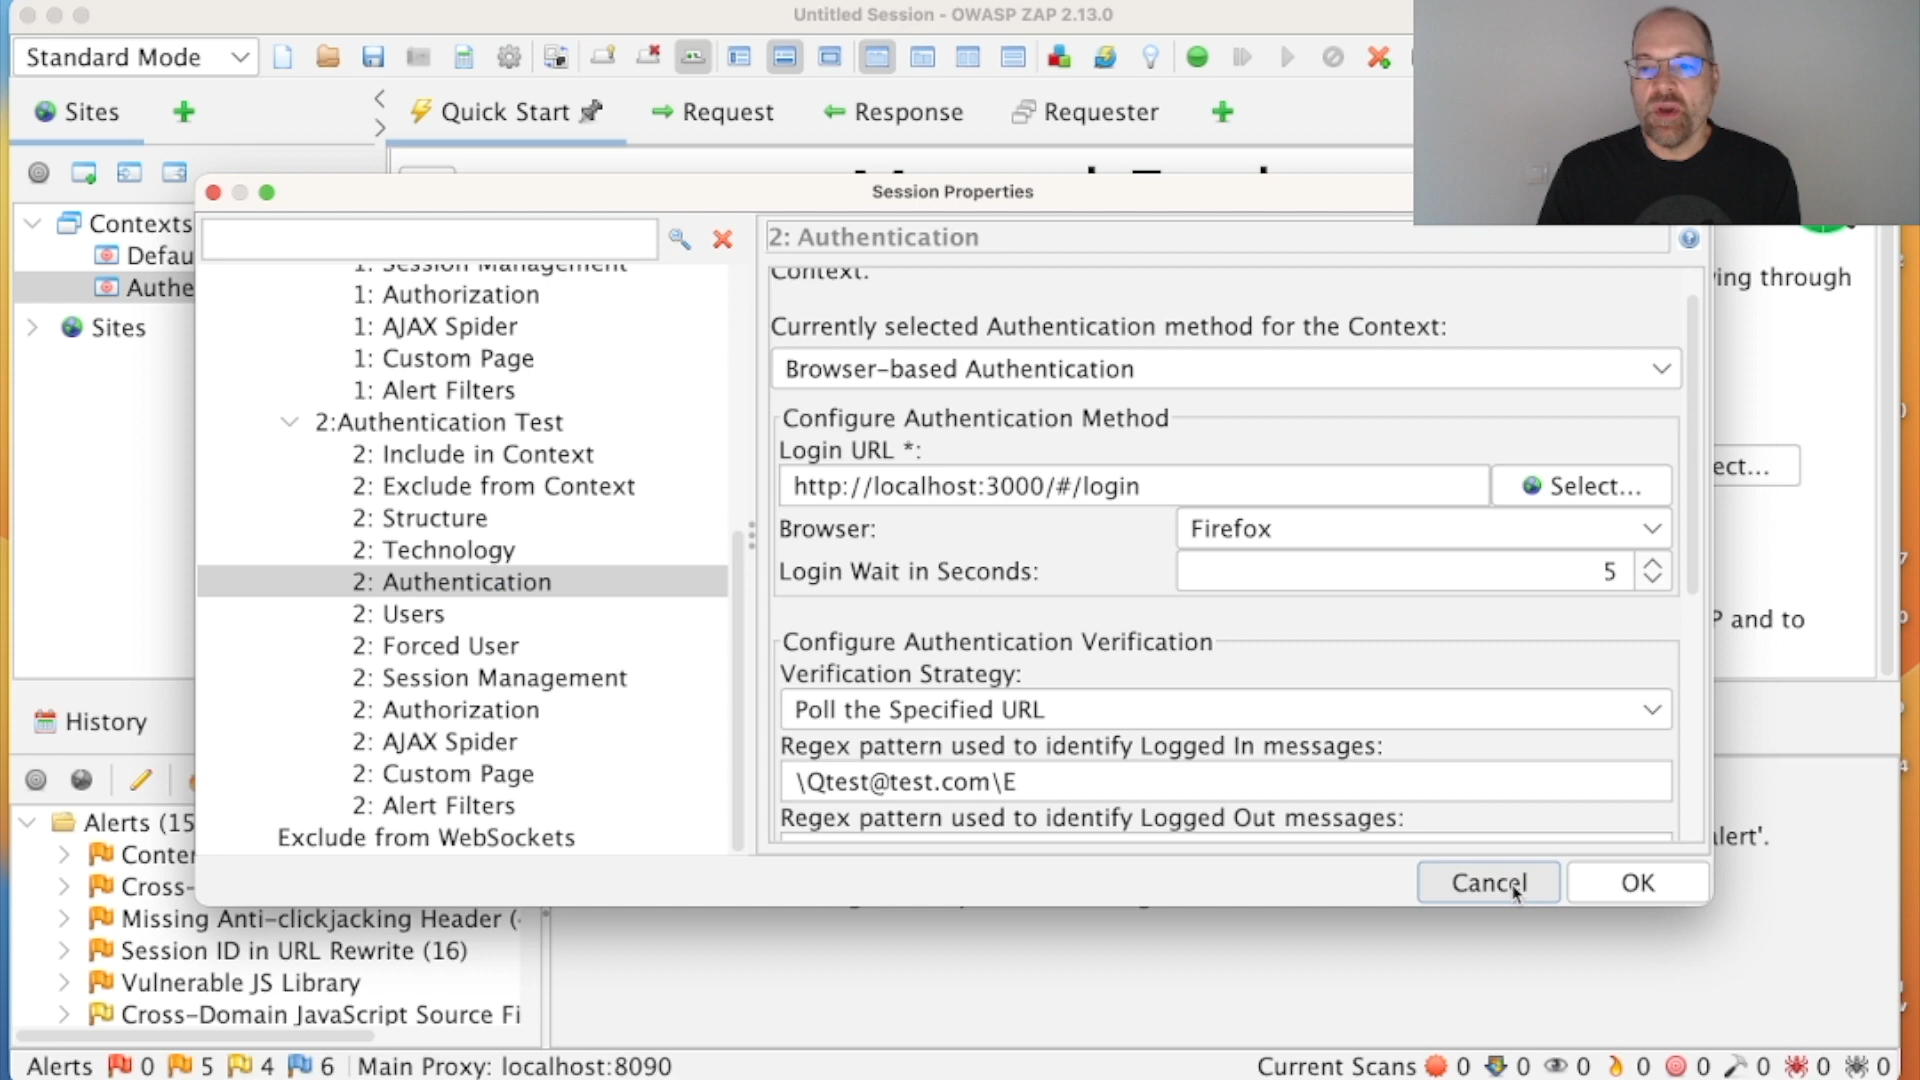 Untitled Session - OWASP ZAP 2.13.0
Standard Mode
Sites
Quick Start
Request
Response
Requester
Session Properties
Contexts
Defau
Authe
Sites
1: Session Management
1: Authorization
1: AJAX Spider
1: Custom Page
1: Alert Filters
2:Authentication Test
2: Include in Context
2: Exclude from Context
2: Structure
2: Technology
2: Authentication
2: Users
2: Forced User
2: Session Management
2: Authorization
2: AJAX Spider
2: Custom Page
2: Alert Filters
Exclude from WebSockets
2: Authentication
Context:
Currently selected Authentication method for the Context:
Browser-based Authentication
Configure Authentication Method
Login URL *:
http://localhost:3000/#/login
Select...
Browser:
Firefox
Login Wait in Seconds:
5
Configure Authentication Verification
Verification Strategy:
Poll the Specified URL
Regex pattern used to identify Logged In messages:
\Qtest@test.com\E
Regex pattern used to identify Logged Out messages:
Cancel
OK
ing through
ect...
P and to
lert'.
History
Alerts (15
Conter
Cross-
Missing Anti-clickjacking Header (
Session ID in URL Rewrite (16)
Vulnerable JS Library
Cross-Domain JavaScript Source Fi
Alerts 0 5 4 6 Main Proxy: localhost:8090
Current Scans 0 0 0 0 0 0 0 0